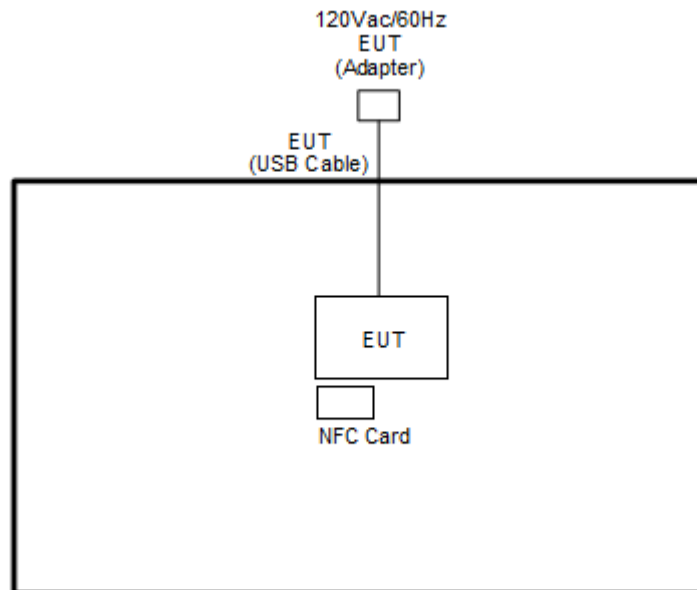 120Vac/60Hz
EUT
(Adapter)
EUT
(USB Cable)
EUT
NFC Card